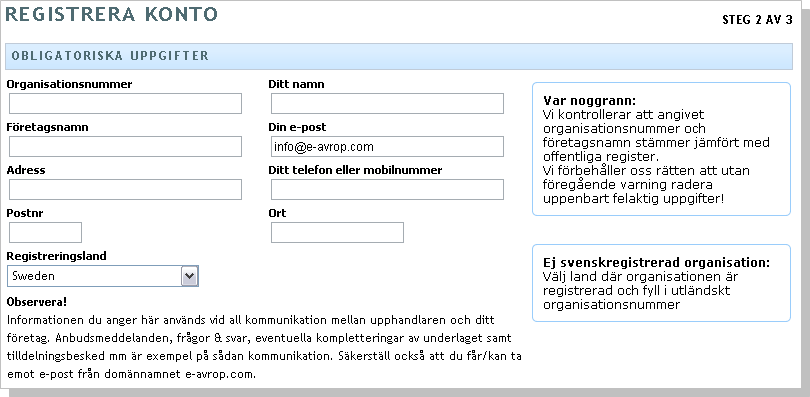 REGISTRERA KONTO
STEG 2 AV 3
OBLIGATORISKA UPPGIFTER
Organisationsnummer
Ditt namn
Företagsnamn
Din e-post
info@e-avrop.com
Adress
Ditt telefon eller mobilnummer
Postnr
Ort
Registreringsland
Sweden
Observera!
Informationen du anger här används vid all kommunikation mellan upphandlaren och ditt
företag. Anbudsmeddelanden, frågor & svar, eventuella kompletteringar av underlaget samt
tilldelningsbesked mm är exempel på sådan kommunikation. Säkerställ också att du får/kan ta
emot e-post från domännamnet e-avrop.com.
Var noggrann:
Vi kontrollerar att angivet
organisationsnummer och
företagsnamn stämmer jämfört med
offentliga register.
Vi förbehåller oss rätten att utan
föregående varning radera
uppenbart felaktig uppgifter!
Ej svenskregistrerad organisation:
Välj land där organisationen är
registrerad och fyll i utländskt
organisationsnummer